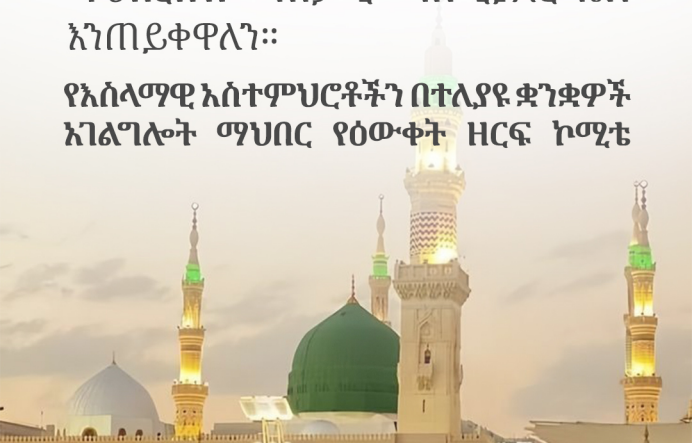 እንጠይቀዋለን።
የእስላማዊ አስተምህሮቶችን በተለያዩ ቋንቋዎች
አገልግሎት ማህበር የዕውቀት ዘርፍ ኮሚቴ